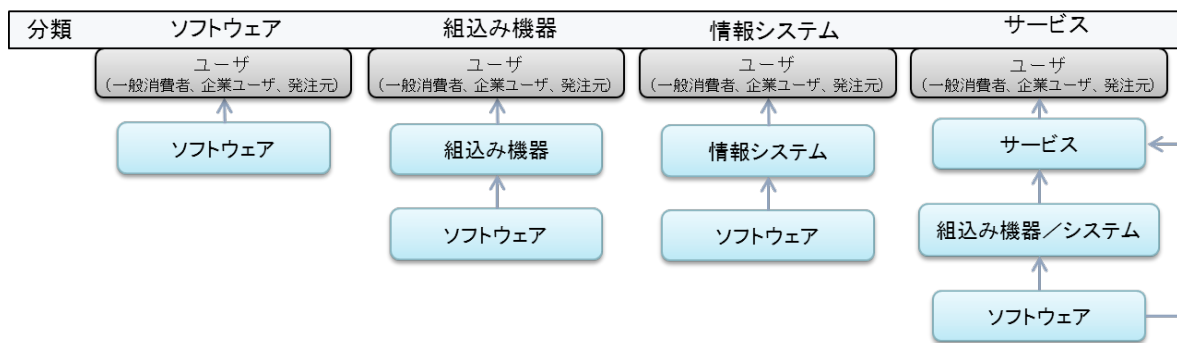 分類 ソフトウェア 組込み機器 情報システム サービス
ユーザ
(一般消費者、企業ユーザ、発注元)
ソフトウェア
ユーザ
(一般消費者、企業ユーザ、発注元)
組込み機器
ソフトウェア
ユーザ
(一般消費者、企業ユーザ、発注元)
情報システム
ソフトウェア
ユーザ
(一般消費者、企業ユーザ、発注元)
サービス
組込み機器／システム
ソフトウェア